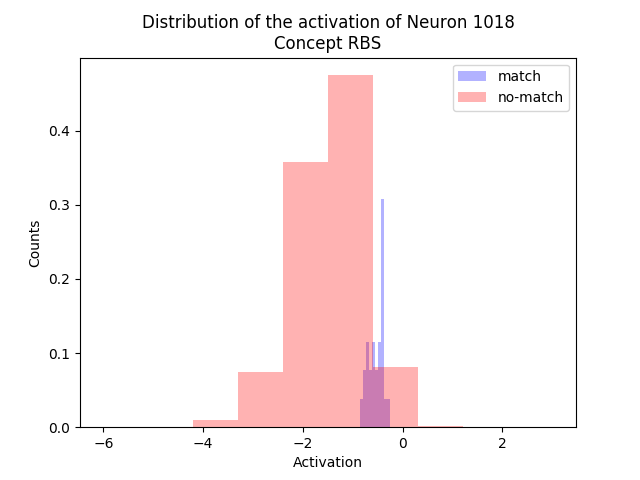 Distribution of the activation of Neuron 1018
Concept RBS
match
no-match
Counts
0.4
0.3
0.2
0.1
0.0
−6
−4
−2
0
2
Activation